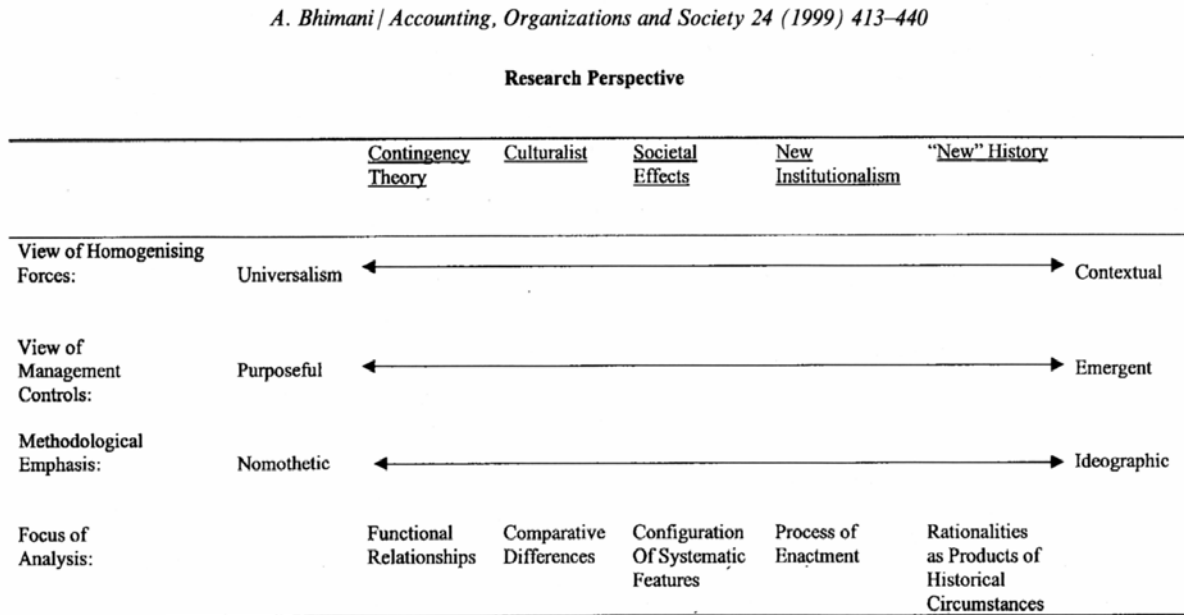 A. Bhimani / Accounting, Organizations and Society 24 (1999) 413–440
Research Perspective
Contingency Theory
Culturalist
Societal Effects
New Institutionalism
"New" History
View of Homogenising
Forces:
Universalism
Contextual
View of
Management
Controls:
Purposeful
Emergent
Methodological
Emphasis:
Nomothetic
Ideographic
Focus of
Analysis:
Functional
Relationships
Comparative
Differences
Configuration
Of Systematic
Features
Process of
Enactment
Rationalities
as Products of
Historical
Circumstances